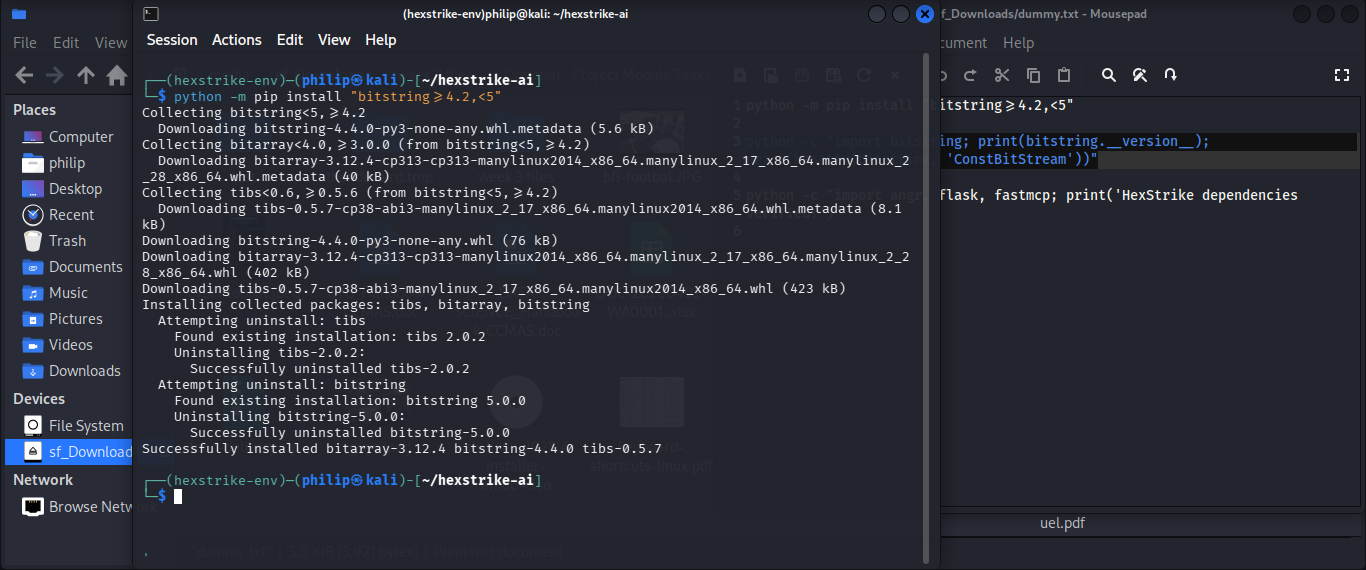 (hexstrike-env)philip@kali: ~/hexstrike-ai
sf_Downloads/dummy.txt - Mousepad
File Edit View
Session Actions Edit View Help
cument Help
Places
Computer
philip
Desktop
Recent
Trash
Documents
Music
Pictures
Videos
Downloads
Devices
File System
sf_Download
Network
Browse Netw
┌──(hexstrike-env)─(philip㉿kali)-[~/hexstrike-ai]
└─$ python -m pip install "bitstring>=4.2,<5"
Collecting bitstring<5,>=4.2
Downloading bitstring-4.4.0-py3-none-any.whl.metadata (5.6 kB)
Collecting bitarray<4.0,>=3.0.0 (from bitstring<5,>=4.2)
Downloading bitarray-3.12.4-cp313-cp313-manylinux2014_x86_64.manylinux_2_17_x86_64.manylinux_2
_28_x86_64.whl.metadata (40 kB)
Collecting tibs<0.6,>=0.5.6 (from bitstring<5,>=4.2)
Downloading tibs-0.5.7-cp38-abi3-manylinux_2_17_x86_64.manylinux2014_x86_64.whl.metadata (8.1
kB)
Downloading bitstring-4.4.0-py3-none-any.whl (76 kB)
Downloading bitarray-3.12.4-cp313-cp313-manylinux2014_x86_64.manylinux_2_17_x86_64.manylinux_2_2
8_x86_64.whl (402 kB)
Downloading tibs-0.5.7-cp38-abi3-manylinux_2_17_x86_64.manylinux2014_x86_64.whl (423 kB)
Installing collected packages: tibs, bitarray, bitstring
Attempting uninstall: tibs
Found existing installation: tibs 2.0.2
Uninstalling tibs-2.0.2:
Successfully uninstalled tibs-2.0.2
Attempting uninstall: bitstring
Found existing installation: bitstring 5.0.0
Uninstalling bitstring-5.0.0:
Successfully uninstalled bitstring-5.0.0
Successfully installed bitarray-3.12.4 bitstring-4.4.0 tibs-0.5.7
┌──(hexstrike-env)─(philip㉿kali)-[~/hexstrike-ai]
└─$
bitstring>=4.2,<5"
ing; print(bitstring.__version__);
'ConstBitStream'))"
flask, fastmcp; print('HexStrike dependencies
uel.pdf